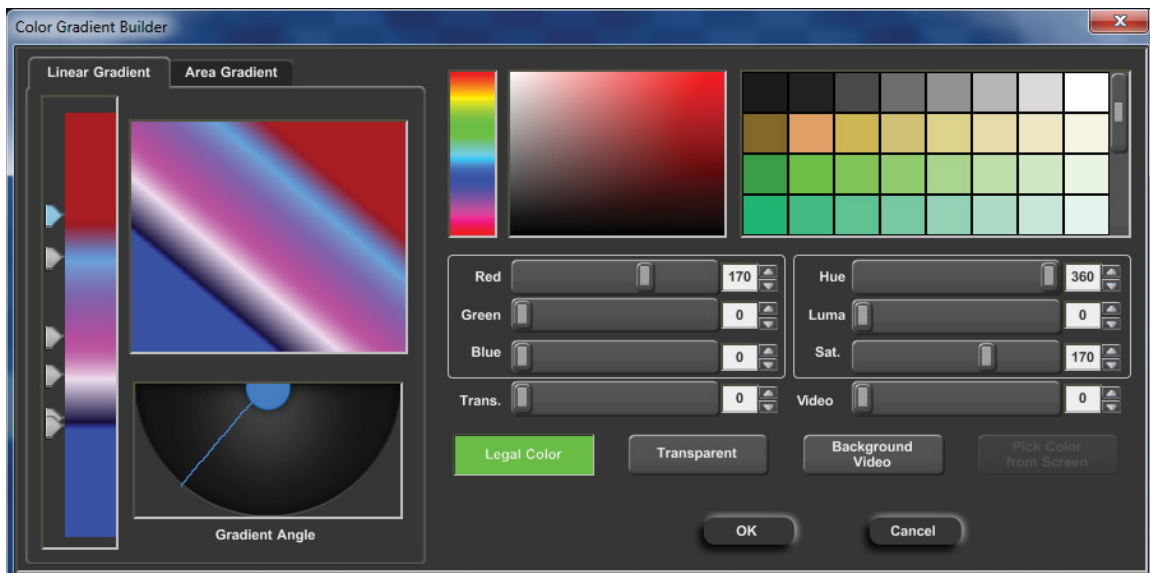 Color Gradient Builder
x
Linear Gradient
Area Gradient
Red
170
Hue
360
Green
0
Luma
0
Blue
0
Sat.
170
Trans.
0
Video
0
Legal Color
Transparent
Background
Video
Pick Color
from Screen
Gradient Angle
OK
Cancel